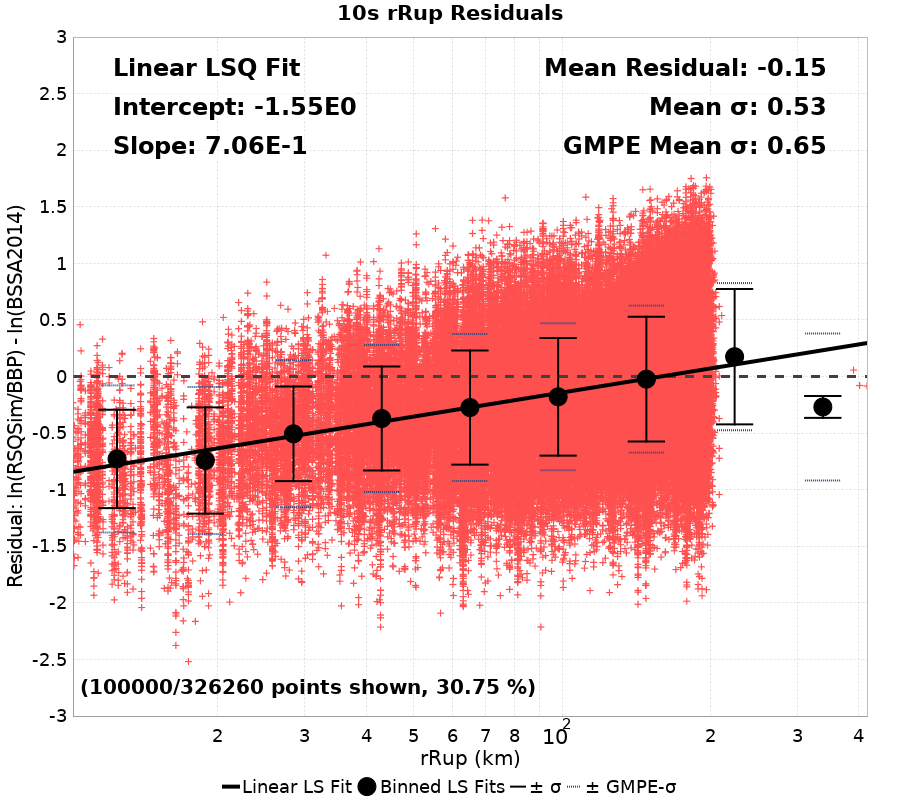 10s rRup Residuals
Linear LSQ Fit
Intercept: -1.55E0
Slope: 7.06E-1
Mean Residual: -0.15
Mean σ: 0.53
GMPE Mean σ: 0.65
Residual: ln(RSQSim/BBP) - ln(BSSA2014)
3
2.5
2
1.5
1
0.5
0
-0.5
-1
-1.5
-2
-2.5
-3
(100000/326260 points shown, 30.75 %)
2 3 4 5 6 7 8 10² 2 3 4
rRup (km)
Linear LS Fit Binned LS Fits ± σ ± GMPE-σ